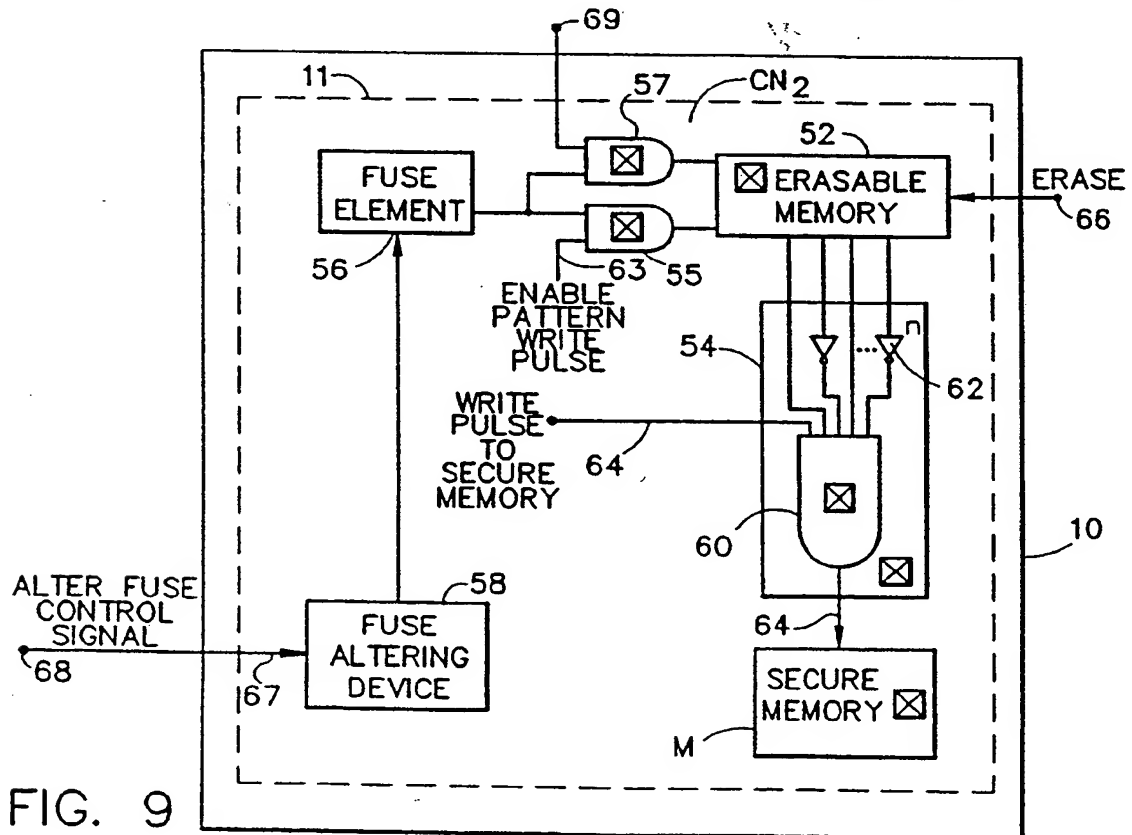 69
11
57
CN2
52
FUSE
ELEMENT
ERASABLE
MEMORY
ERASE
66
56
63
55
ENABLE
PATTERN
WRITE
PULSE
54
n
...
62
WRITE
PULSE
TO
SECURE
MEMORY
64
60
10
ALTER FUSE
CONTROL
SIGNAL
58
64
FUSE
ALTERING
DEVICE
68
67
SECURE
MEMORY
M
FIG. 9